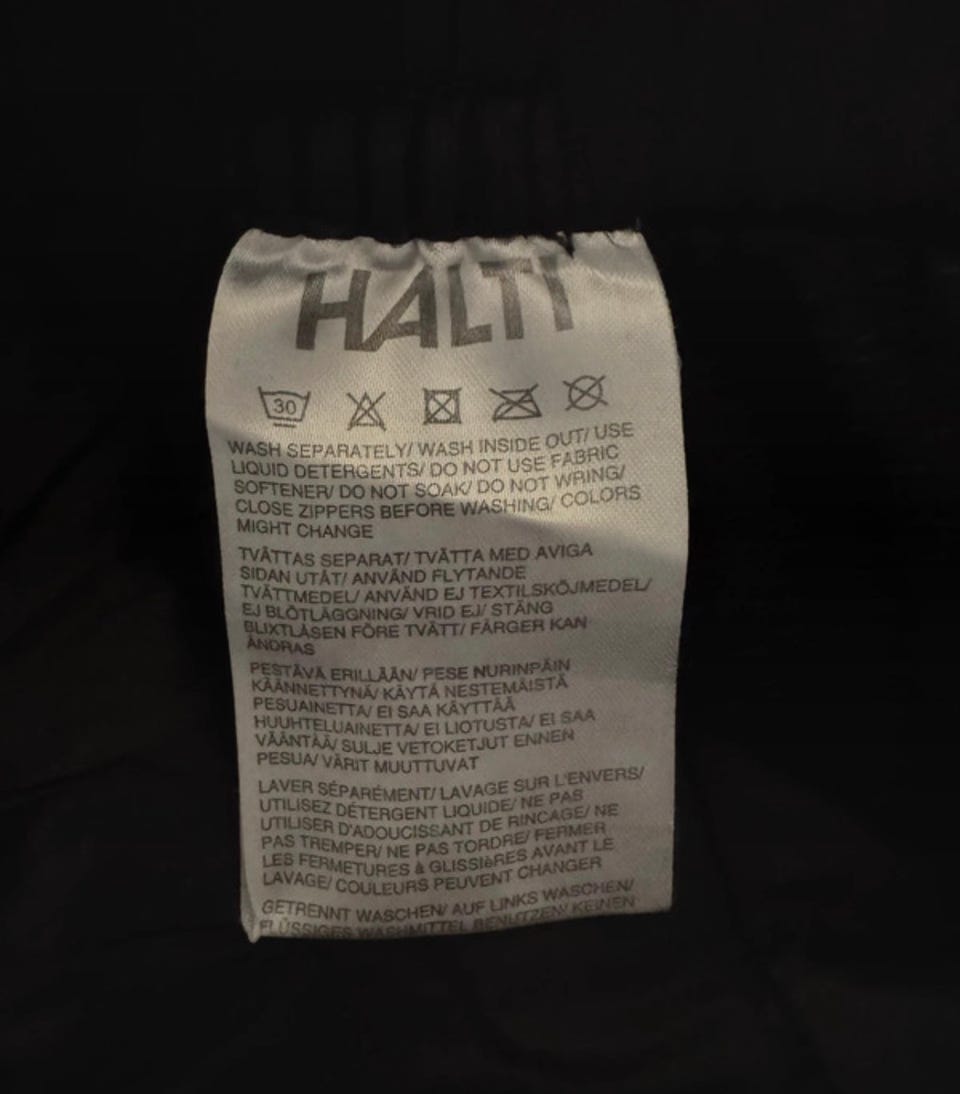 HALTI
30
WASH SEPARATELY/ WASH INSIDE OUT/ USE
LIQUID DETERGENTS/ DO NOT USE FABRIC
SOFTENER/ DO NOT SOAK/ DO NOT WRING/
CLOSE ZIPPERS BEFORE WASHING/ COLORS
MIGHT CHANGE
TVÄTTAS SEPARAT/ TVÄTTA MED AVIGA
SIDAN UTÅT/ ANVÄND FLYTANDE
TVÄTTMEDEL/ ANVÄND EJ TEXTILSKÖJMEDEL/
EJ BLÖTLÄGGNING/ VRID EJ/ STÄNG
BLIXTLÅSEN FÖRE TVÄTT/ FÄRGER KAN
ÄNDRAS
PESTÄVÄ ERILLÄÄN/ PESE NURINPÄIN
KÄÄNNETTYNÄ/ KÄYTÄ NESTEMÄISTÄ
PESUAINETTA/ EI SAA KÄYTTÄÄ
HUUHTELUAINETTA/ EI LIOTUSTA/ EI SAA
VÄÄNTÄÄ/ SULJE VETOKETJUT ENNEN
PESUA/ VÄRIT MUUTTUVAT
LAVER SÉPARÉMENT/ LAVAGE SUR L'ENVERS/
UTILISEZ DÉTERGENT LIQUIDE/ NE PAS
UTILISER D'ADOUCISSANT DE RINCAGE/ NE
PAS TREMPER/ NE PAS TORDRE/ FERMER
LES FERMETURES à GLISSIèRES AVANT LE
LAVAGE/ COULEURS PEUVENT CHANGER
GETRENNT WASCHEN/ AUF LINKS WASCHEN/
FLÜSSIGES WASHMITTEL BENUTZEN/ KEINEN